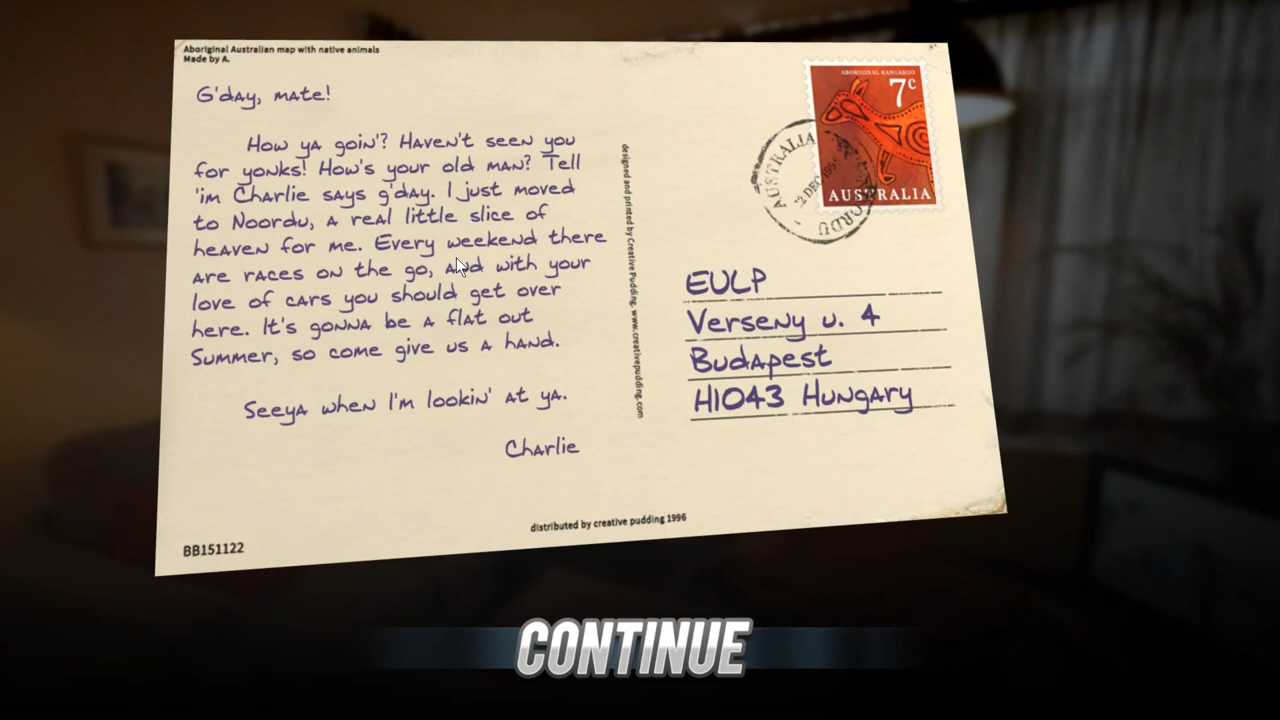 Aboriginal Australian map with native animals
Made by A.
G'day, mate!
How ya goin'? Haven't seen you
for yonks! How's your old man? Tell
'im Charlie says g'day. I just moved
to Noordu, a real little slice of
heaven for me. Every weekend there
are races on the go, and with your
love of cars you should get over
here. It's gonna be a flat out
Summer, so come give us a hand.
Seeya when I'm lookin' at ya.
Charlie
BB151122
designed and printed by Creative Pudding. www.creativepudding.com
distributed by creative pudding 1996
ABORIGINAL KANGAROO
7c
AUSTRALIA
AUSTRALIA
2 DEC
EULP
Verseny u. 4
Budapest
H1043 Hungary
CONTINUE